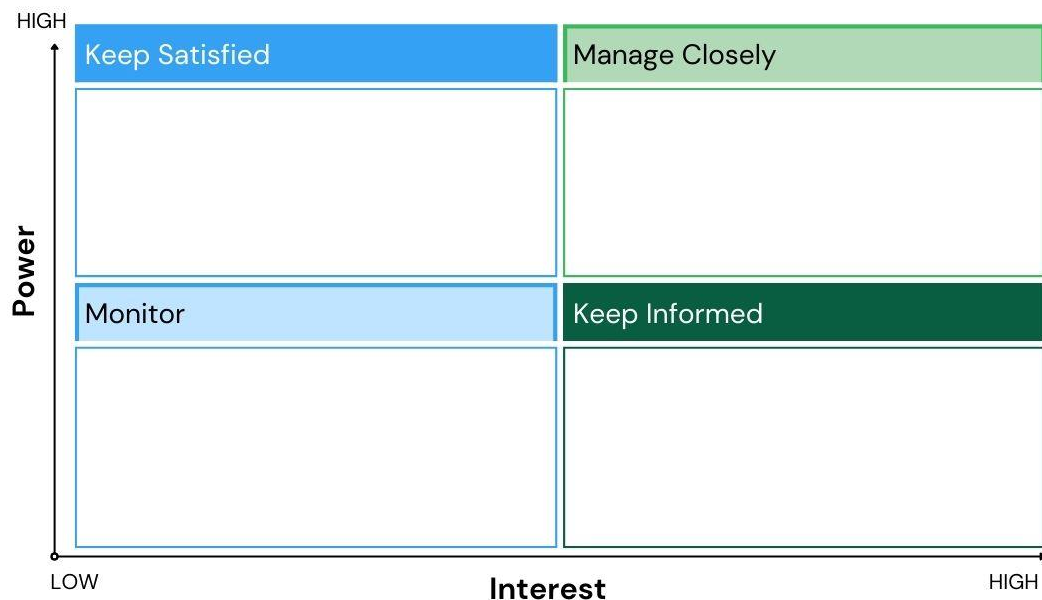 HIGH
Keep Satisfied
Manage Closely
Power
Monitor
Keep Informed
LOW
Interest
HIGH